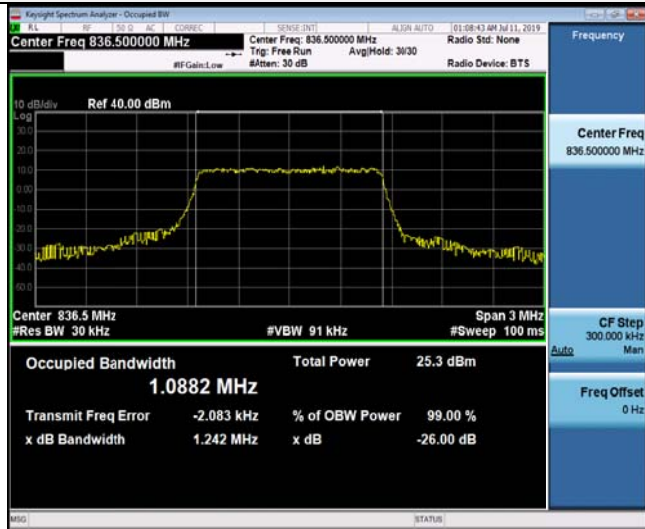 Keysight Spectrum Analyzer - Occupied BW
RL RF 50 Ω AC CORREC SENSE:INT ALIGN AUTO 01:08:43 AM Jul 11, 2019
Center Freq 836.500000 MHz
Center Freq: 836.500000 MHz
Radio Std: None
Trig: Free Run Avg|Hold: 30/30
#IFGain:Low
#Atten: 30 dB
Radio Device: BTS
10 dB/div Ref 40.00 dBm
Log
30.0
20.0
10.0
0.00
-10.0
-20.0
-30.0
-40.0
-50.0
Center 836.5 MHz
Span 3 MHz
#Res BW 30 kHz
#VBW 91 kHz
#Sweep 100 ms
Occupied Bandwidth
Total Power 25.3 dBm
1.0882 MHz
Transmit Freq Error -2.083 kHz
% of OBW Power 99.00 %
x dB Bandwidth 1.242 MHz
x dB -26.00 dB
MSG
STATUS
Frequency
Center Freq
836.500000 MHz
CF Step
300.000 kHz
Auto Man
Freq Offset
0 Hz